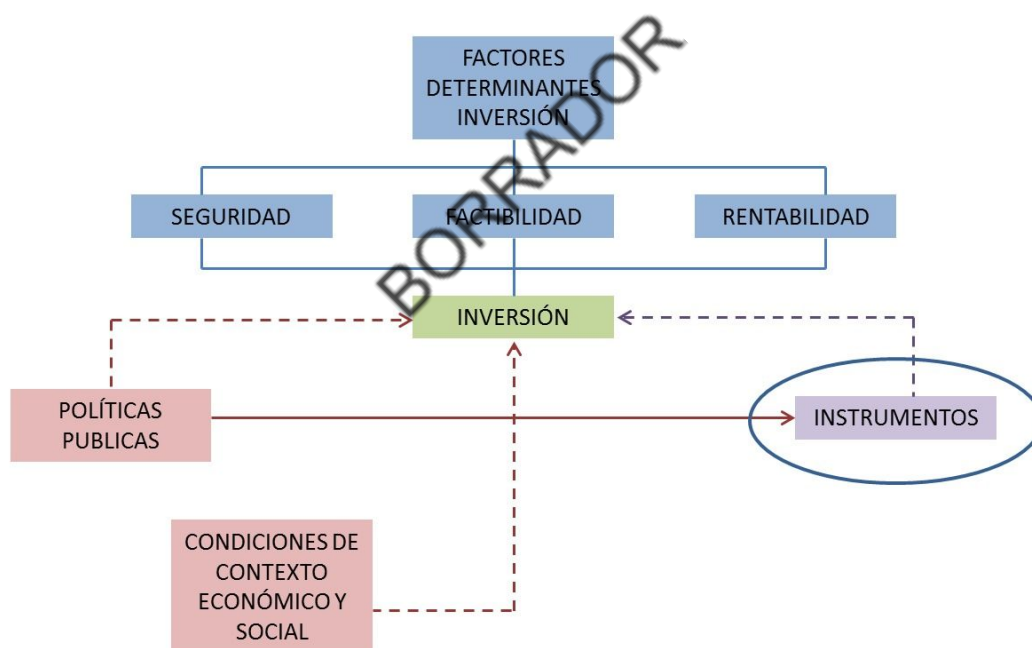 FACTORES
DETERMINANTES
INVERSIÓN
BORRADOR
SEGURIDAD
FACTIBILIDAD
RENTABILIDAD
INVERSIÓN
POLÍTICAS
PUBLICAS
INSTRUMENTOS
CONDICIONES DE
CONTEXTO
ECONÓMICO Y
SOCIAL